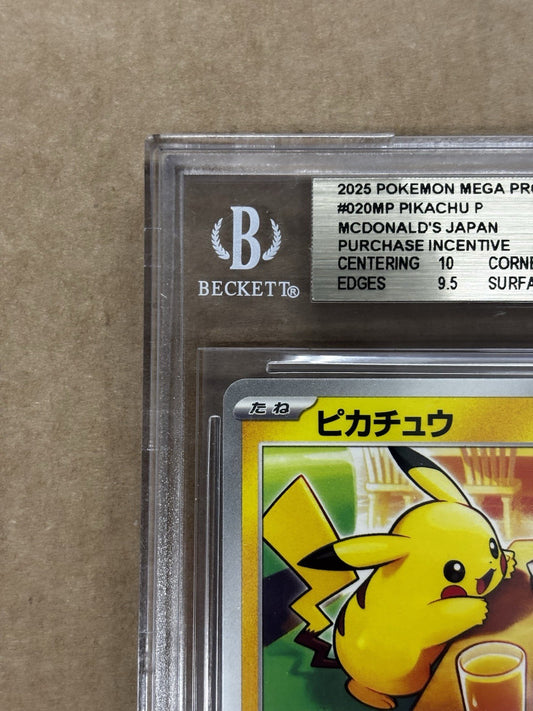 2025 POKEMON MEGA PRO
#020MP PIKACHU P
MCDONALD'S JAPAN
PURCHASE INCENTIVE
CENTERING 10 CORNE
EDGES 9.5 SURFA
B
BECKETT®
たね
ピカチュウ